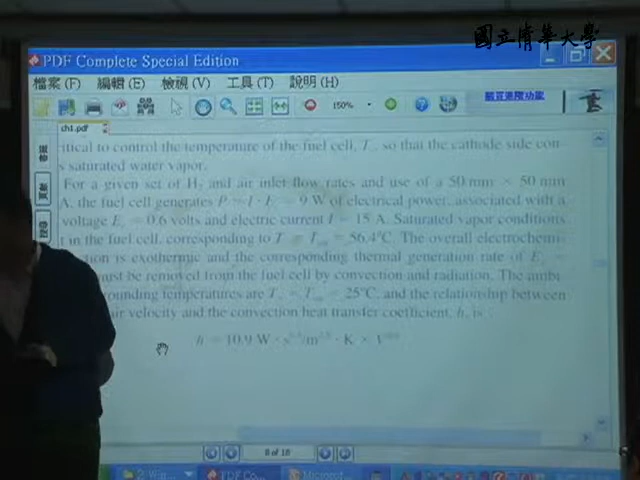 國立清華大學
PDF Complete Special Edition
檔案 (F) 編輯 (E) 檢視 (V) 工具 (T) 說明 (H)
150%
ch1.pdf
itical to control the temperature of the fuel cell, T , so that the cathode side con
s saturated water vapor.
For a given set of H₂ and air inlet flow rates and use of a 50 mm × 50 mm
A, the fuel cell generates P = I · E = 9 W of electrical power, associated with a
voltage E = 0.6 volts and electric current I = 15 A. Saturated vapor conditions
t in the fuel cell, corresponding to T = T = 56.4°C. The overall electrochemi
tion is exothermic and the corresponding thermal generation rate of E =
must be removed from the fuel cell by convection and radiation. The ambi
rounding temperatures are T = T = 25°C, and the relationship between
air velocity and the convection heat transfer coefficient, h, is
h = 10.9 W · s /m · K × V
8 of 18
PDF Co...
Microsof